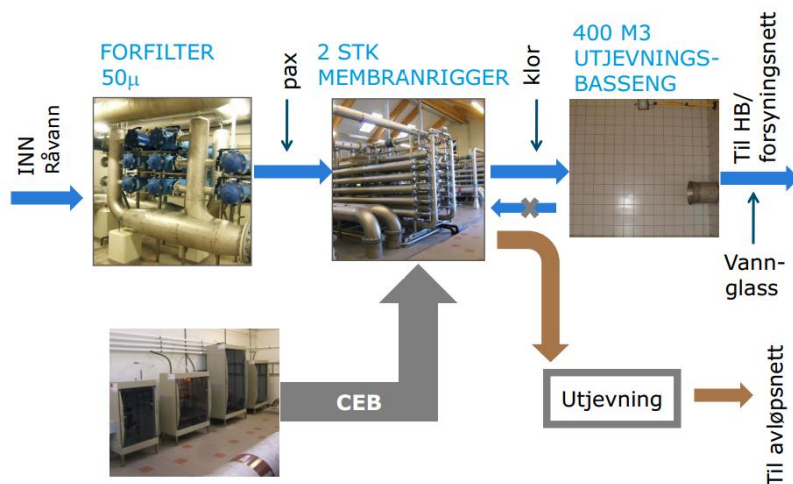 FORFILTER
50µ
pax
2 STK
MEMBRANRIGGER
klor
400 M3
UTJEVNINGS-
BASSENG
INN
Råvann
Til HB/
forsyningsnett
Vann-
glass
CEB
Utjevning
Til avløpsnett